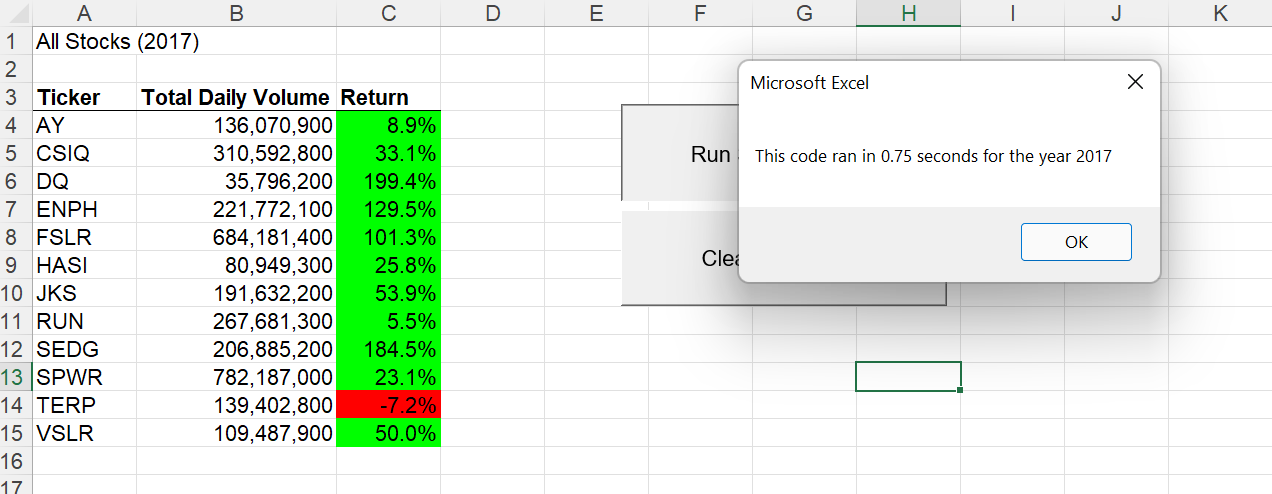 A B C D E F G H I J K
1 All Stocks (2017)
2
3 Ticker Total Daily Volume Return
4 AY 136,070,900 8.9%
5 CSIQ 310,592,800 33.1%
6 DQ 35,796,200 199.4%
7 ENPH 221,772,100 129.5%
8 FSLR 684,181,400 101.3%
9 HASI 80,949,300 25.8%
10 JKS 191,632,200 53.9%
11 RUN 267,681,300 5.5%
12 SEDG 206,885,200 184.5%
13 SPWR 782,187,000 23.1%
14 TERP 139,402,800 -7.2%
15 VSLR 109,487,900 50.0%
16
17
Run
Microsoft Excel
This code ran in 0.75 seconds for the year 2017
OK